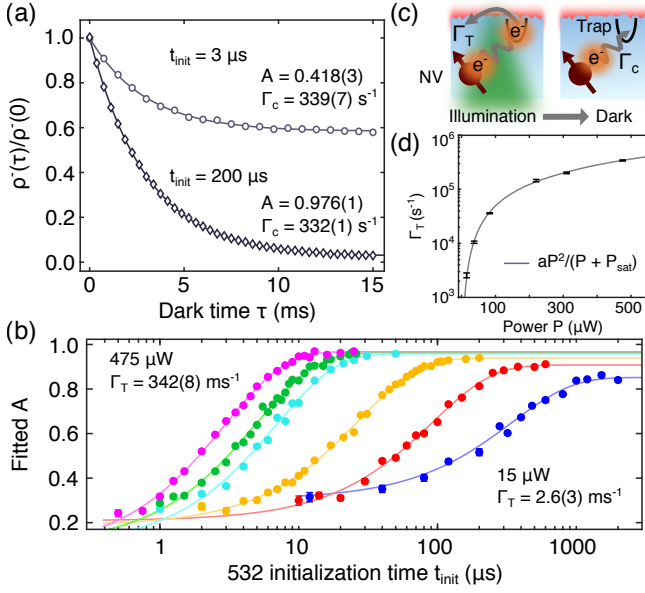 (a)
1.0
0.8
0.6
0.4
0.2
0.0
ρ⁻(τ)/ρ⁻(0)
t_init = 3 μs
A = 0.418(3)
Γ_c = 339(7) s⁻¹
t_init = 200 μs
A = 0.976(1)
Γ_c = 332(1) s⁻¹
0 5 10 15
Dark time τ (ms)
(c)
Γ_T
e⁻
e⁻
NV
Trap
e⁻
Γ_c
Illumination
Dark
(d)
10⁶
10⁵
10⁴
10³
Γ_T (s⁻¹)
aP²/(P + P_sat)
100 300 500
Power P (μW)
(b)
1.0
0.8
0.6
0.4
0.2
Fitted A
475 μW
Γ_T = 342(8) ms⁻¹
15 μW
Γ_T = 2.6(3) ms⁻¹
1 10 100 1000
532 initialization time t_init (μs)